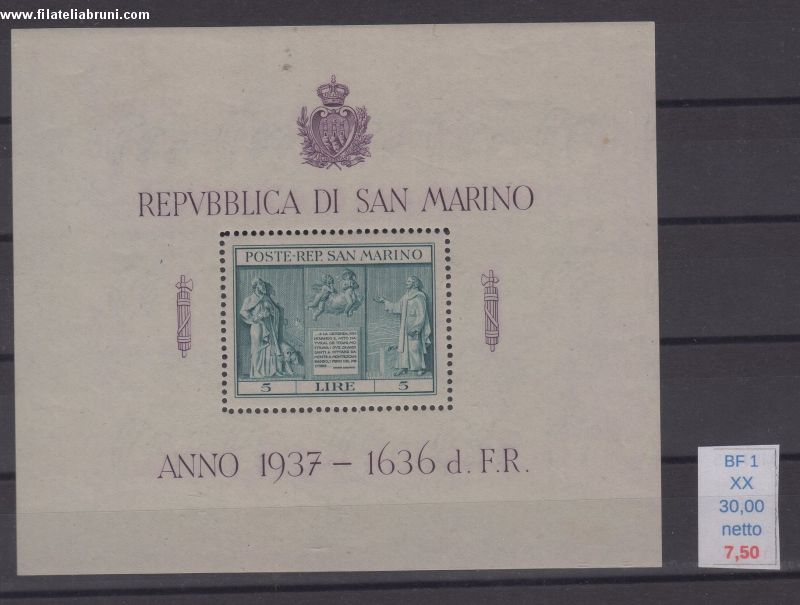 www.filateliabruni.com
REPVBBLICA DI SAN MARINO
POSTE-REP. SAN MARINO
5 LIRE 5
ANNO 1937 – 1636 d. F.R.
BF 1
XX
30,00
netto
7,50